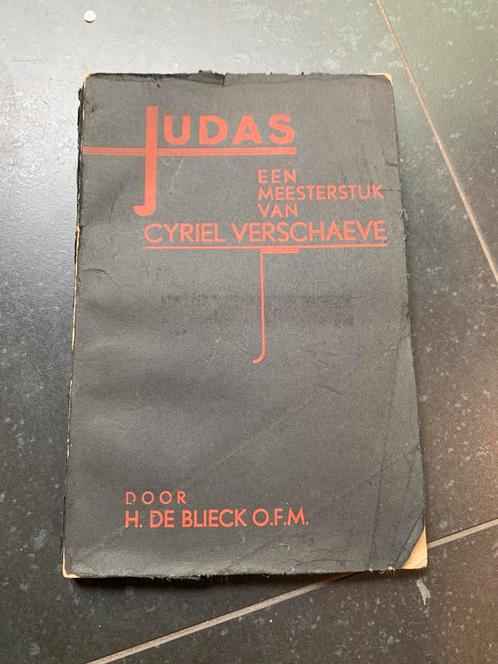 JUDAS
EEN
MEESTERSTUK
VAN
CYRIEL VERSCHAEVE
DOOR
H. DE BLIECK O.F.M.